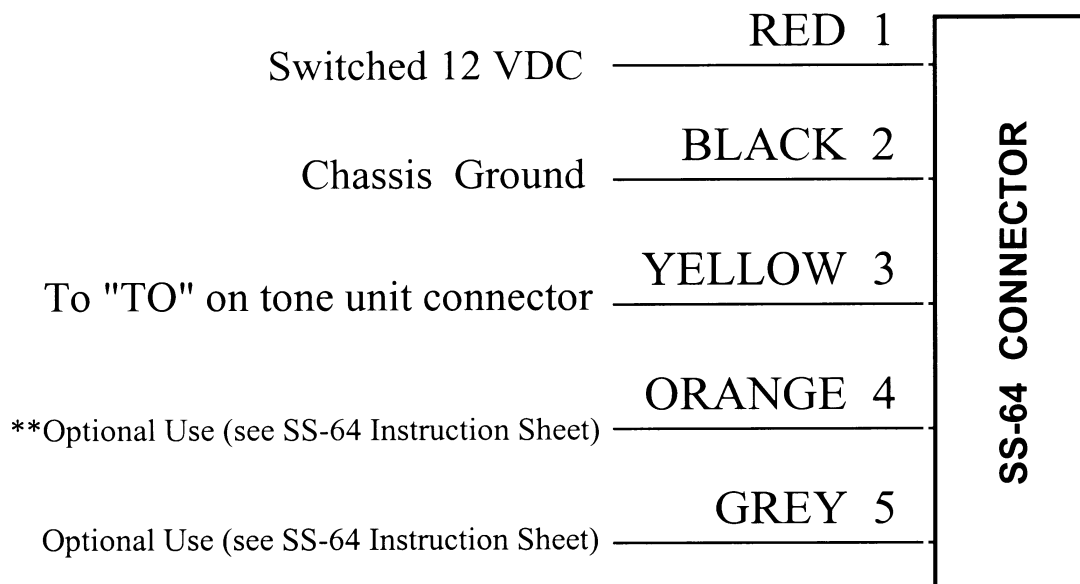 RED 1
Switched 12 VDC
BLACK 2
Chassis Ground
YELLOW 3
To "TO" on tone unit connector
ORANGE 4
**Optional Use (see SS-64 Instruction Sheet)
GREY 5
Optional Use (see SS-64 Instruction Sheet)
SS-64 CONNECTOR